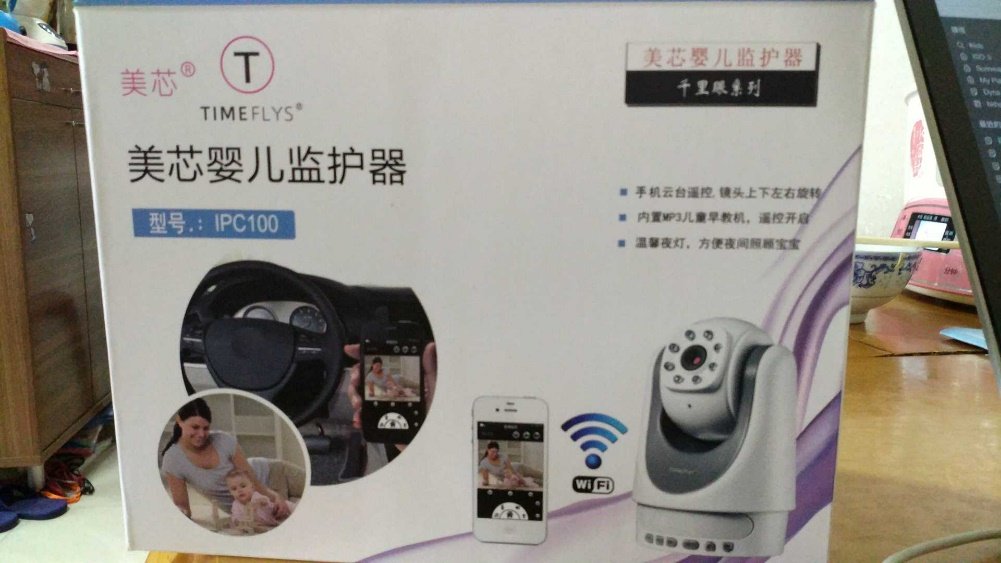 美芯®
T
TIMEFLYS®
美芯婴儿监护器
千里眼系列
美芯婴儿监护器
型号.: IPC100
手机云台遥控,镜头上下左右旋转
内置MP3儿童早教机，遥控开启
温馨夜灯，方便夜间照顾宝宝
WiFi
TIMEFLYS